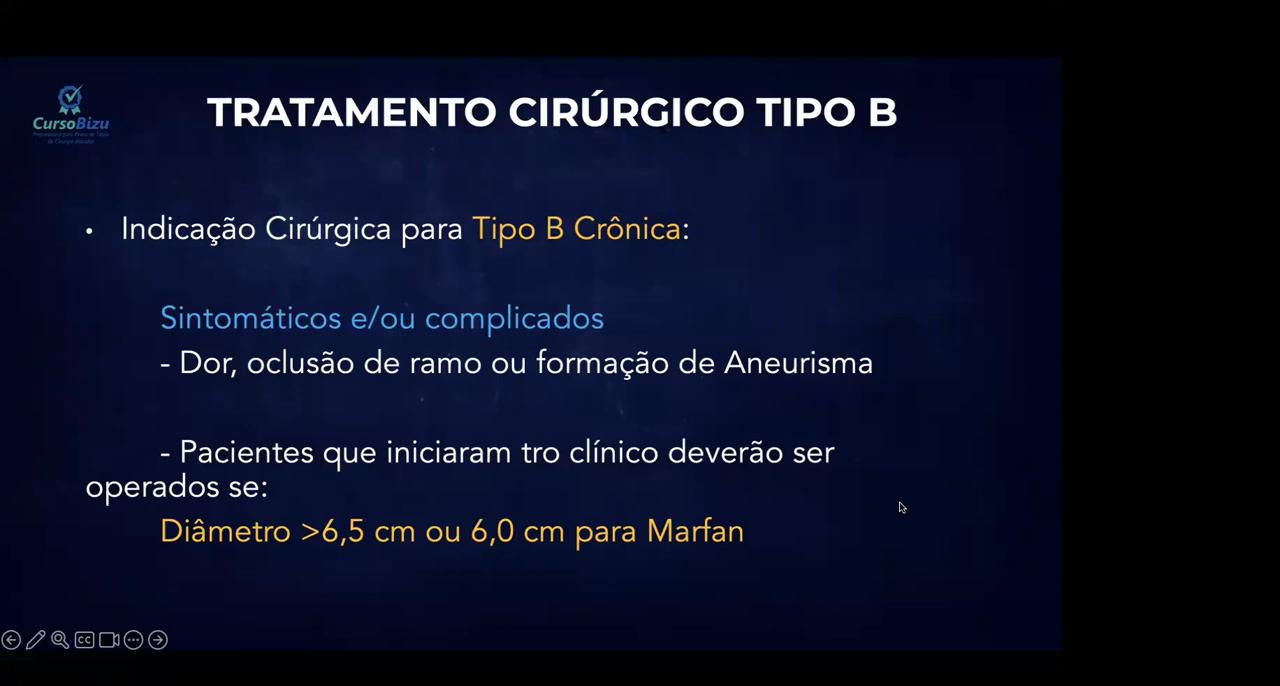 CursoBizu
TRATAMENTO CIRÚRGICO TIPO B
• Indicação Cirúrgica para Tipo B Crônica:
Sintomáticos e/ou complicados
- Dor, oclusão de ramo ou formação de Aneurisma
- Pacientes que iniciaram tro clínico deverão ser
operados se:
Diâmetro >6,5 cm ou 6,0 cm para Marfan
CC